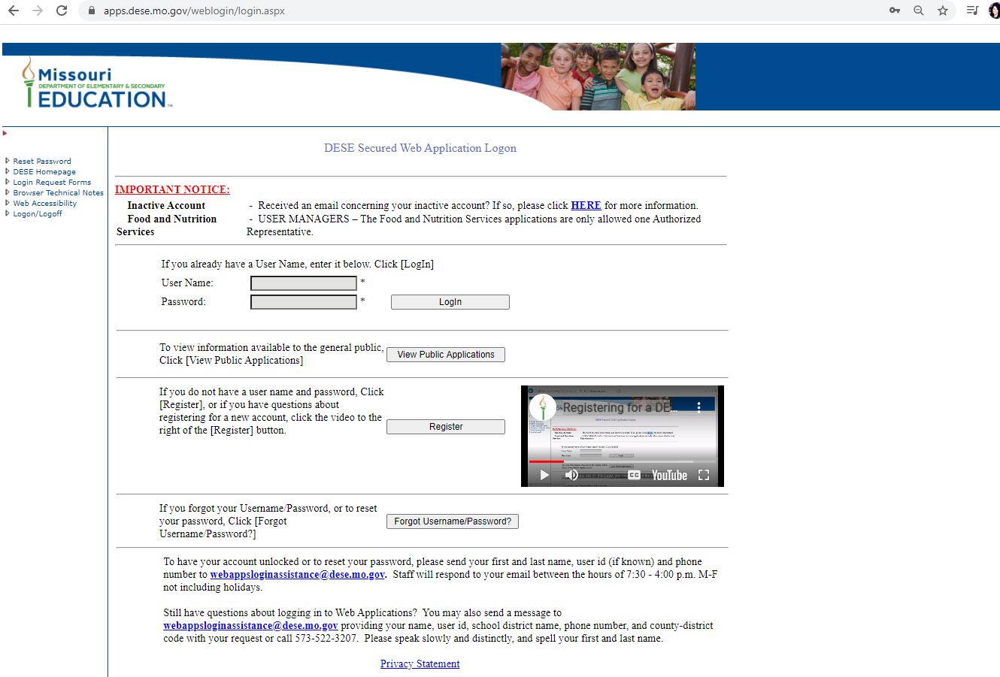 apps.dese.mo.gov/weblogin/login.aspx
Missouri
DEPARTMENT OF ELEMENTARY & SECONDARY
EDUCATION™
Reset Password
DESE Homepage
Login Request Forms
Browser Technical Notes
Web Accessibility
Logon/Logoff
DESE Secured Web Application Logon
IMPORTANT NOTICE:
Inactive Account - Received an email concerning your inactive account? If so, please click HERE for more information.
Food and Nutrition Services - USER MANAGERS – The Food and Nutrition Services applications are only allowed one Authorized
Representative.
If you already have a User Name, enter it below. Click [LogIn]
User Name: *
Password: * LogIn
To view information available to the general public,
Click [View Public Applications]
View Public Applications
If you do not have a user name and password, Click
[Register], or if you have questions about
registering for a new account, click the video to the
right of the [Register] button.
Register
Registering for a DE...
CC YouTube
If you forgot your Username/Password, or to reset
your password, Click [Forgot
Username/Password?]
Forgot Username/Password?
To have your account unlocked or to reset your password, please send your first and last name, user id (if known) and phone
number to webappsloginassistance@dese.mo.gov. Staff will respond to your email between the hours of 7:30 - 4:00 p.m. M-F
not including holidays.
Still have questions about logging in to Web Applications? You may also send a message to
webappsloginassistance@dese.mo.gov providing your name, user id, school district name, phone number, and county-district
code with your request or call 573-522-3207. Please speak slowly and distinctly, and spell your first and last name.
Privacy Statement